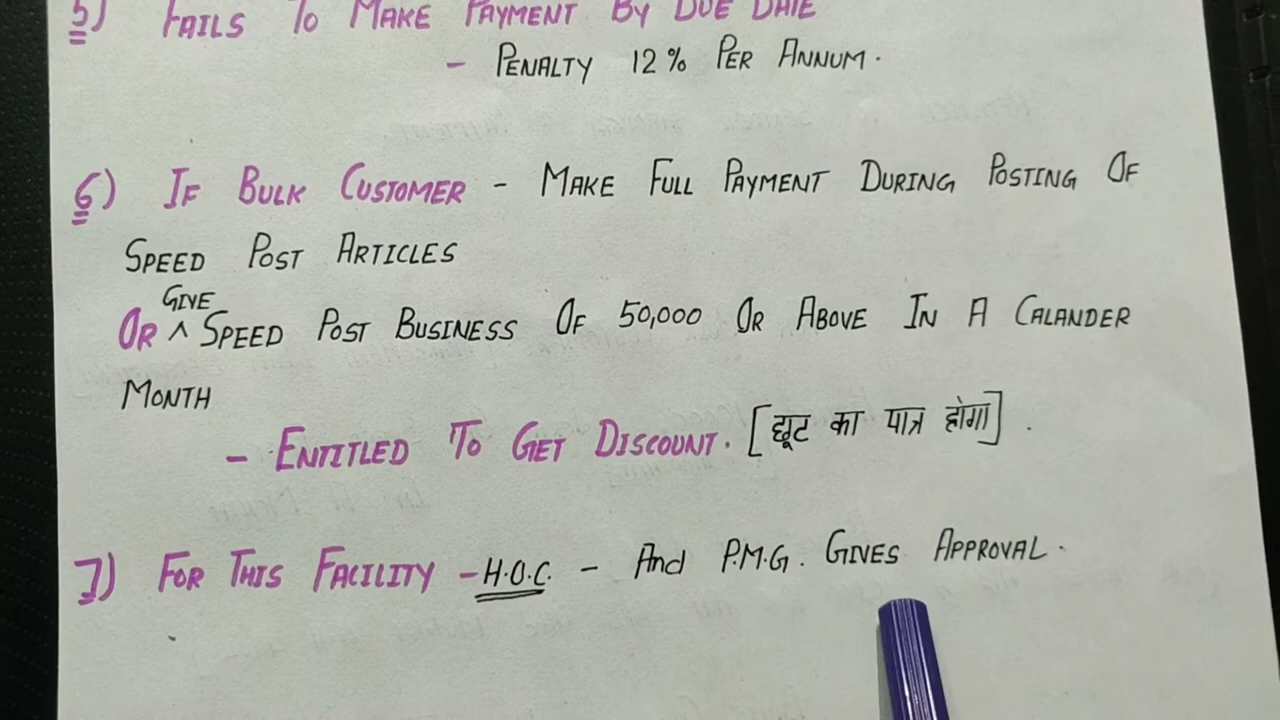 5) FAILS TO MAKE PAYMENT BY DUE DATE
- PENALTY 12% PER ANNUM.
6) IF BULK CUSTOMER - MAKE FULL PAYMENT DURING POSTING OF
SPEED POST ARTICLES
GIVE
OR ^ SPEED POST BUSINESS OF 50,000 OR ABOVE IN A CALANDER
MONTH
- ENTITLED TO GET DISCOUNT. [छूट का पात्र होगा].
7) FOR THIS FACILITY - H.O.C. - And P.M.G. GIVES APPROVAL.